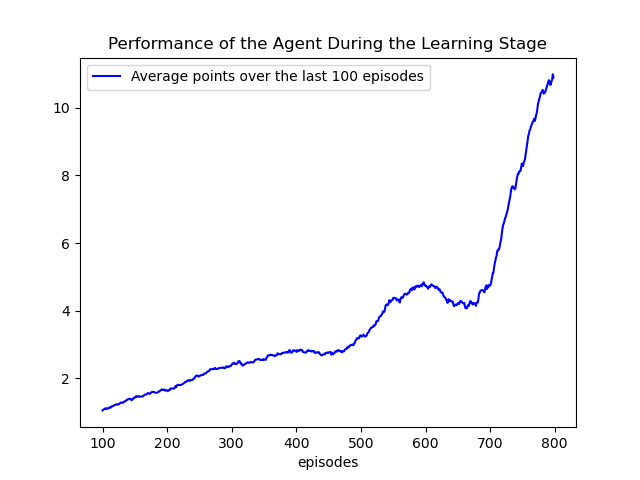 Performance of the Agent During the Learning Stage
Average points over the last 100 episodes
10
8
6
4
2
100 200 300 400 500 600 700 800
episodes